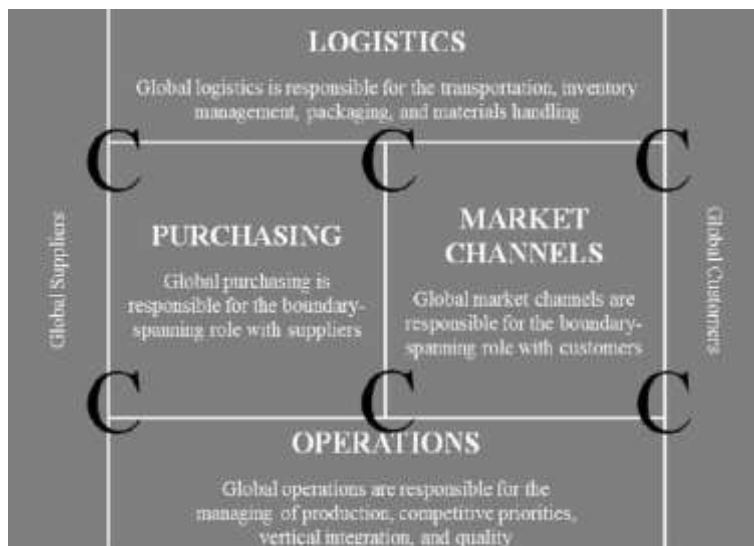 LOGISTICS
Global logistics is responsible for the transportation, inventory
management, packaging, and materials handling
C C C
Global Suppliers
PURCHASING
Global purchasing is
responsible for the boundary-
spanning role with suppliers
MARKET
CHANNELS
Global market channels are
responsible for the boundary-
spanning role with customers
Global Customers
C C C
OPERATIONS
Global operations are responsible for the
managing of production, competitive priorities,
vertical integration, and quality